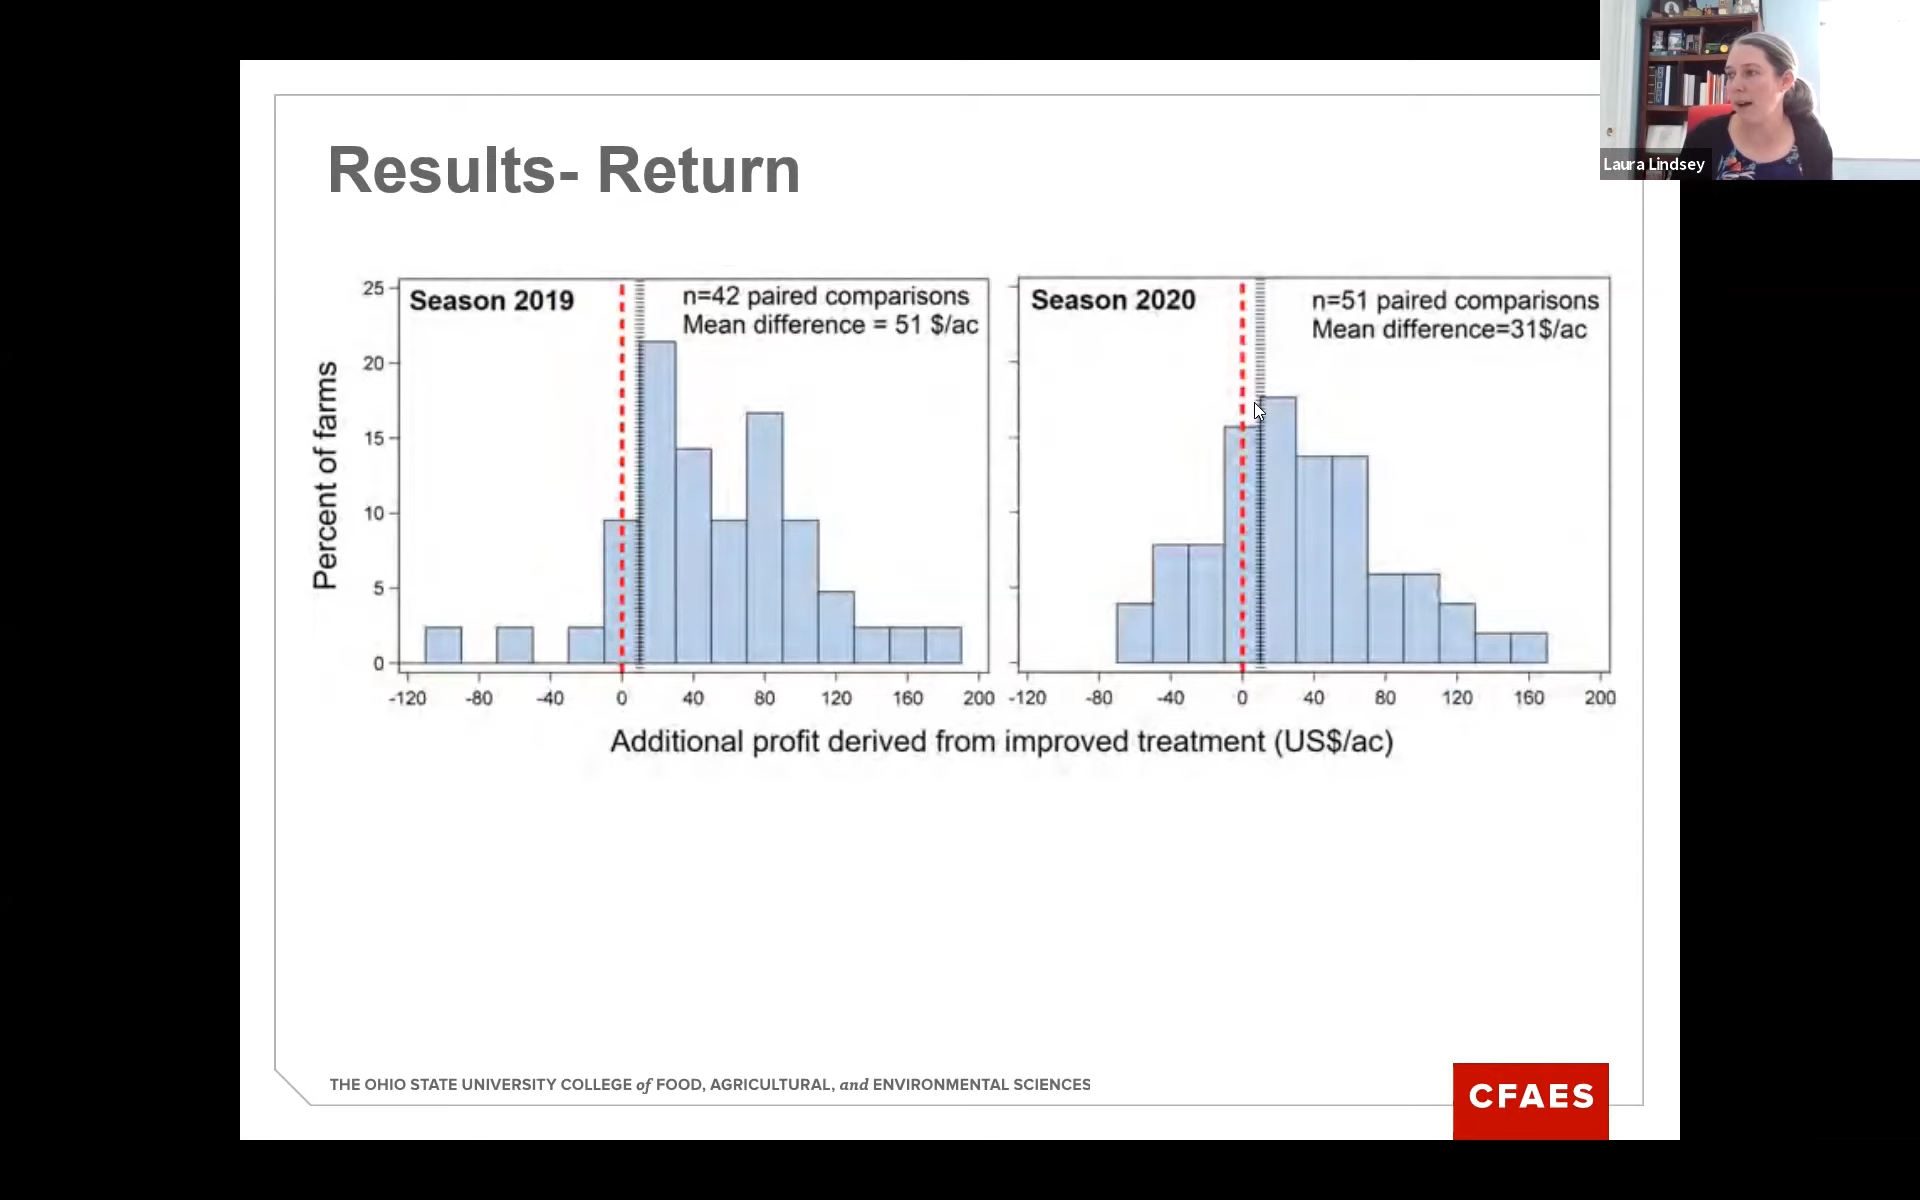 Laura Lindsey
Results- Return
Percent of farms
25
20
15
10
5
0
Season 2019
n=42 paired comparisons
Mean difference = 51 $/ac
-120 -80 -40 0 40 80 120 160 200
Season 2020
n=51 paired comparisons
Mean difference=31$/ac
-120 -80 -40 0 40 80 120 160 200
Additional profit derived from improved treatment (US$/ac)
THE OHIO STATE UNIVERSITY COLLEGE of FOOD, AGRICULTURAL, and ENVIRONMENTAL SCIENCES
CFAES